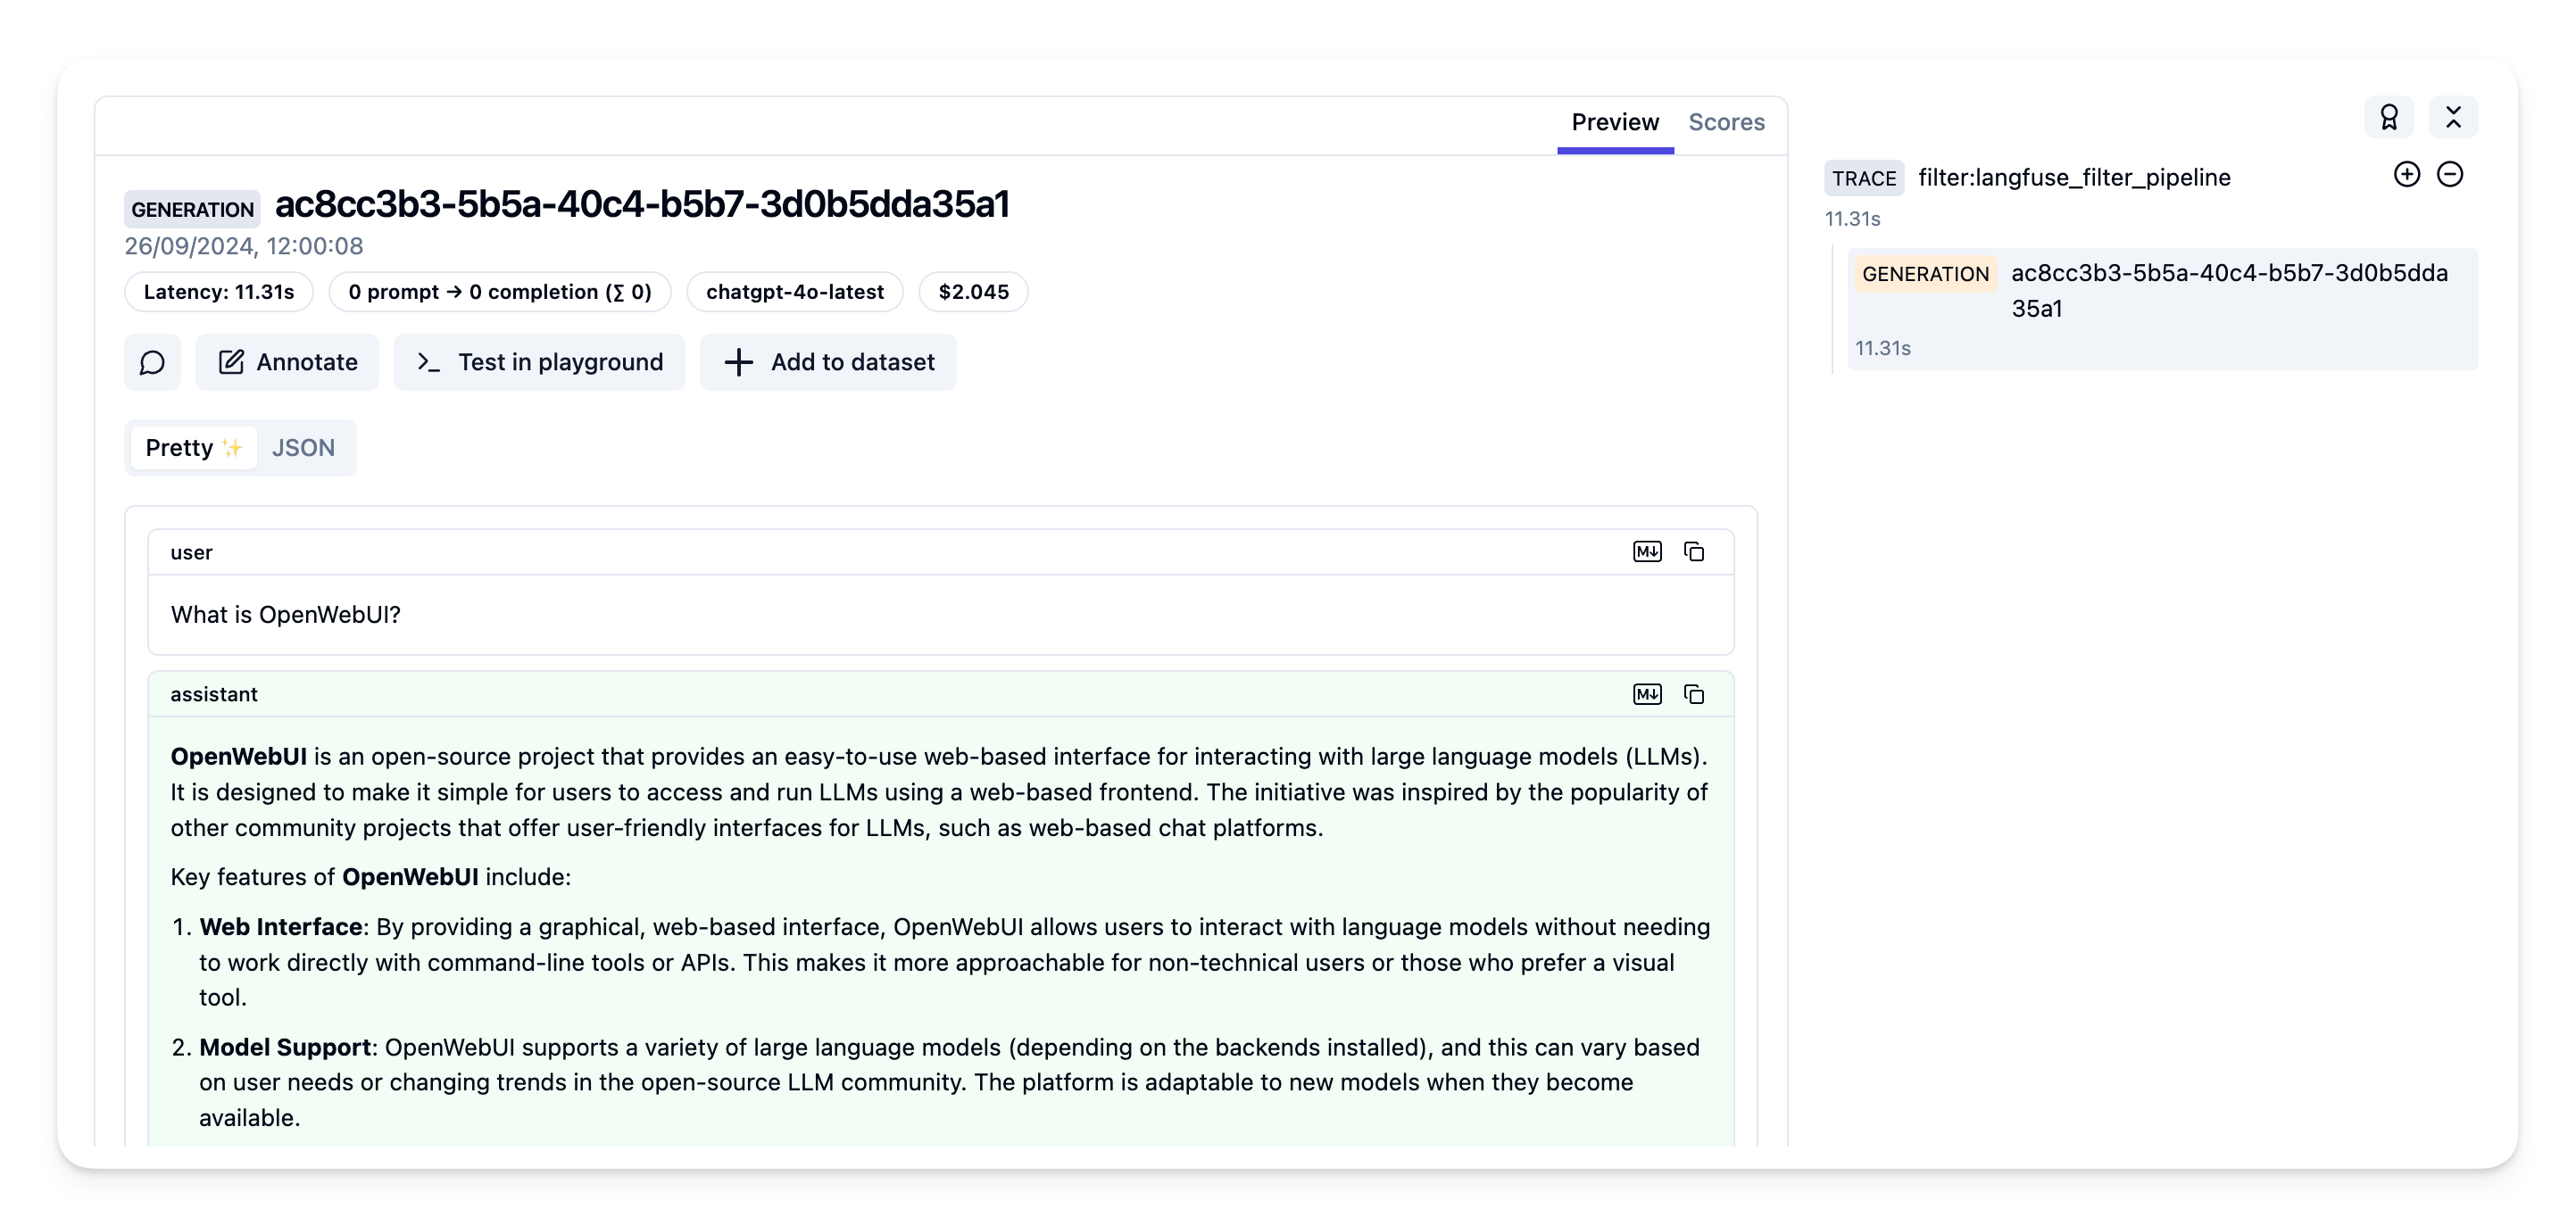 Preview Scores
GENERATION ac8cc3b3-5b5a-40c4-b5b7-3d0b5dda35a1
26/09/2024, 12:00:08
Latency: 11.31s 0 prompt → 0 completion (∑ 0) chatgpt-4o-latest $2.045
Annotate Test in playground Add to dataset
Pretty ✨ JSON
user M↓
What is OpenWebUI?
assistant M↓
OpenWebUI is an open-source project that provides an easy-to-use web-based interface for interacting with large language models (LLMs).
It is designed to make it simple for users to access and run LLMs using a web-based frontend. The initiative was inspired by the popularity of
other community projects that offer user-friendly interfaces for LLMs, such as web-based chat platforms.
Key features of OpenWebUI include:
1. Web Interface: By providing a graphical, web-based interface, OpenWebUI allows users to interact with language models without needing
to work directly with command-line tools or APIs. This makes it more approachable for non-technical users or those who prefer a visual
tool.
2. Model Support: OpenWebUI supports a variety of large language models (depending on the backends installed), and this can vary based
on user needs or changing trends in the open-source LLM community. The platform is adaptable to new models when they become
available.
TRACE filter:langfuse_filter_pipeline
11.31s
GENERATION ac8cc3b3-5b5a-40c4-b5b7-3d0b5dda
35a1
11.31s